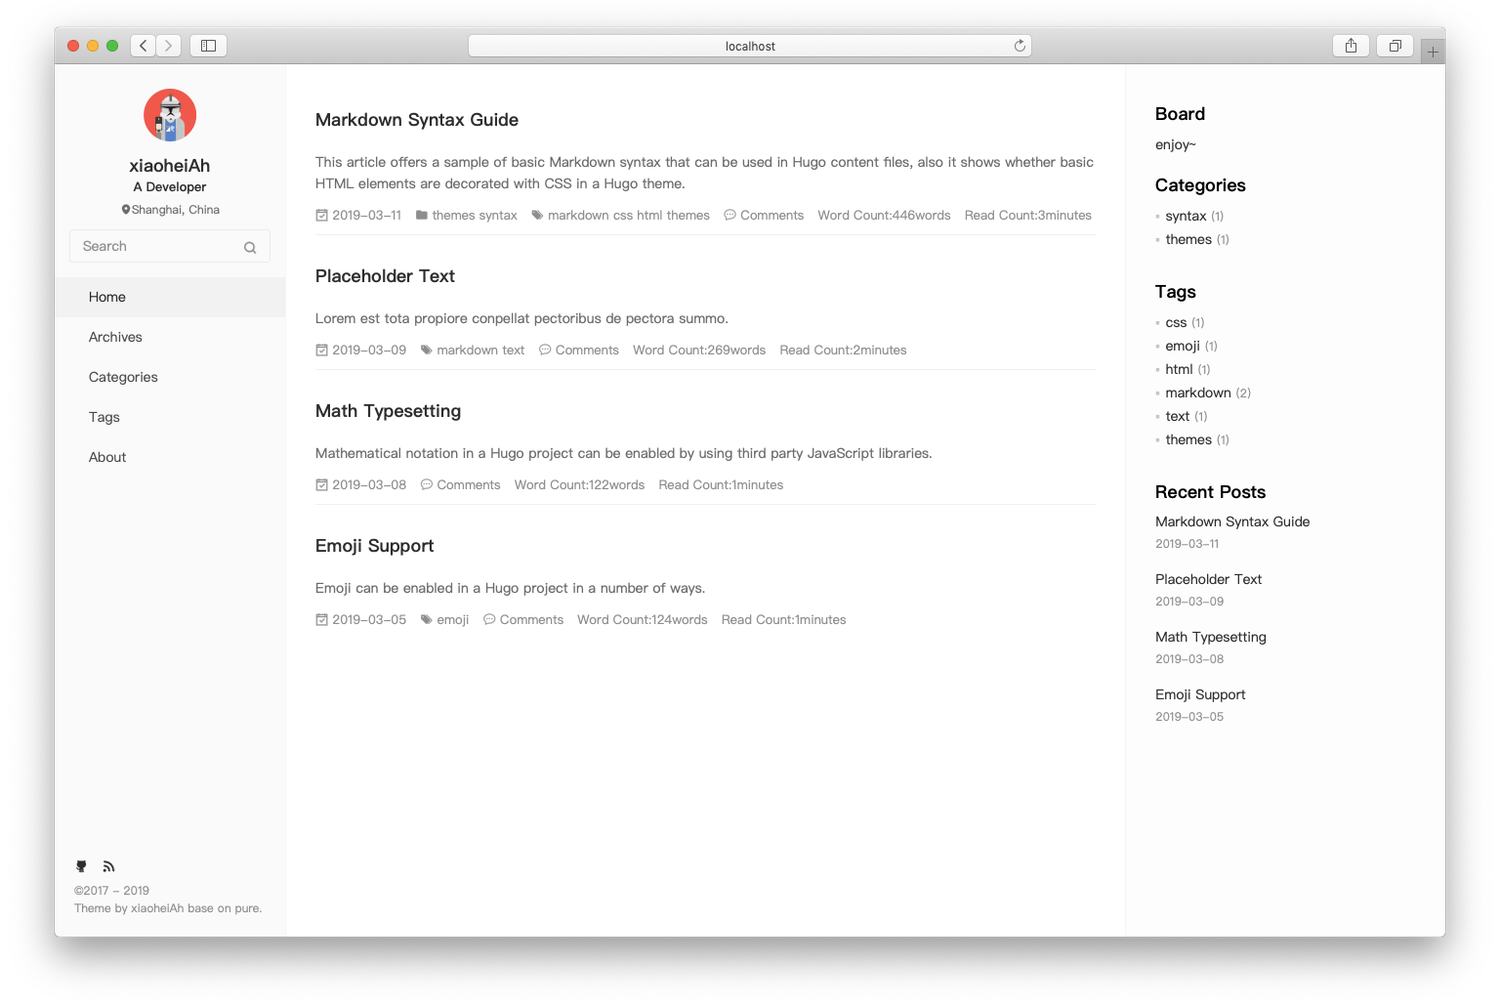 localhost
xiaoheiAh
A Developer
Shanghai, China
Search
Home
Archives
Categories
Tags
About
©2017 - 2019
Theme by xiaoheiAh base on pure.
Markdown Syntax Guide
This article offers a sample of basic Markdown syntax that can be used in Hugo content files, also it shows whether basic
HTML elements are decorated with CSS in a Hugo theme.
2019-03-11 themes syntax markdown css html themes Comments Word Count:446words Read Count:3minutes
Placeholder Text
Lorem est tota propiore conpellat pectoribus de pectora summo.
2019-03-09 markdown text Comments Word Count:269words Read Count:2minutes
Math Typesetting
Mathematical notation in a Hugo project can be enabled by using third party JavaScript libraries.
2019-03-08 Comments Word Count:122words Read Count:1minutes
Emoji Support
Emoji can be enabled in a Hugo project in a number of ways.
2019-03-05 emoji Comments Word Count:124words Read Count:1minutes
Board
enjoy~
Categories
syntax (1)
themes (1)
Tags
css (1)
emoji (1)
html (1)
markdown (2)
text (1)
themes (1)
Recent Posts
Markdown Syntax Guide
2019-03-11
Placeholder Text
2019-03-09
Math Typesetting
2019-03-08
Emoji Support
2019-03-05